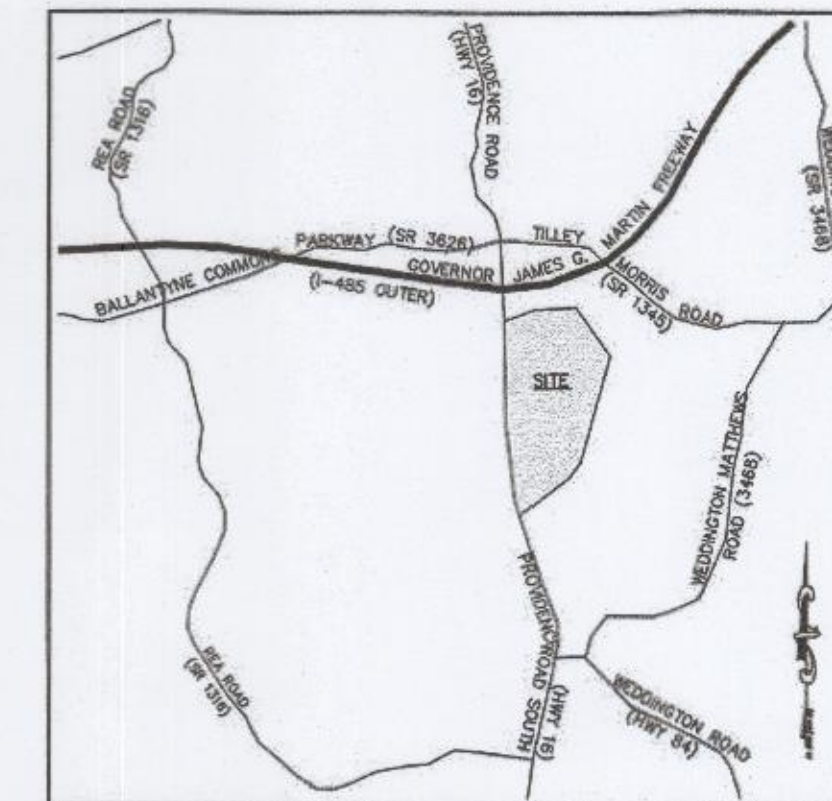 REA ROAD
(SR 1316)
PROVIDENCE ROAD
(HWY 16)
(SR 3468)
BALLANTYNE COMMONS
PARKWAY (SR 3626)
TILLEY
MORRIS ROAD
(SR 1345)
GOVERNOR JAMES G. MARTIN FREEWAY
(I-485 OUTER)
SITE
WEDDINGTON MATTHEWS
ROAD (3468)
REA ROAD
(SR 1316)
PROVIDENCE ROAD SOUTH
(HWY 16)
WEDDINGTON ROAD
(HWY 84)